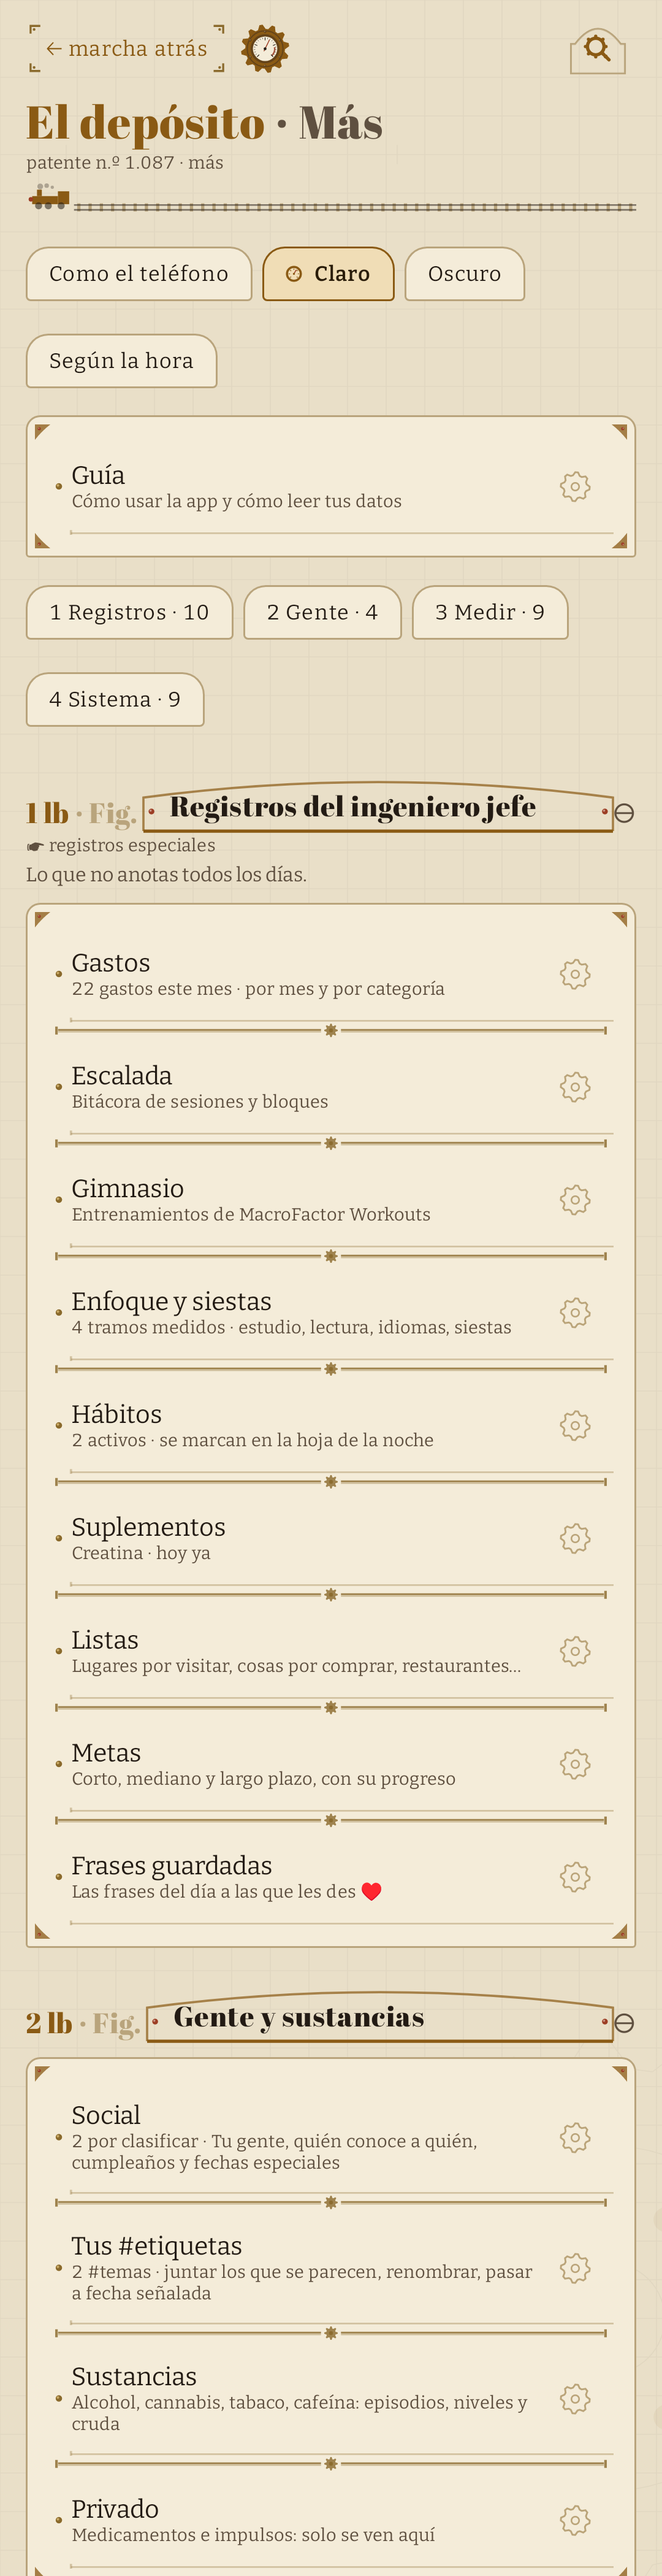 ← marcha atrás
El depósito · Más
patente n.º 1.087 · más
Como el teléfono
Claro
Oscuro
Según la hora
Guía
Cómo usar la app y cómo leer tus datos
1 Registros · 10
2 Gente · 4
3 Medir · 9
4 Sistema · 9
1 lb · Fig.
Registros del ingeniero jefe
☛ registros especiales
Lo que no anotas todos los días.
Gastos
22 gastos este mes · por mes y por categoría
Escalada
Bitácora de sesiones y bloques
Gimnasio
Entrenamientos de MacroFactor Workouts
Enfoque y siestas
4 tramos medidos · estudio, lectura, idiomas, siestas
Hábitos
2 activos · se marcan en la hoja de la noche
Suplementos
Creatina · hoy ya
Listas
Lugares por visitar, cosas por comprar, restaurantes…
Metas
Corto, mediano y largo plazo, con su progreso
Frases guardadas
Las frases del día a las que les des ❤️
2 lb · Fig.
Gente y sustancias
Social
2 por clasificar · Tu gente, quién conoce a quién,
cumpleaños y fechas especiales
Tus #etiquetas
2 #temas · juntar los que se parecen, renombrar, pasar
a fecha señalada
Sustancias
Alcohol, cannabis, tabaco, cafeína: episodios, niveles y
cruda
Privado
Medicamentos e impulsos: solo se ven aquí